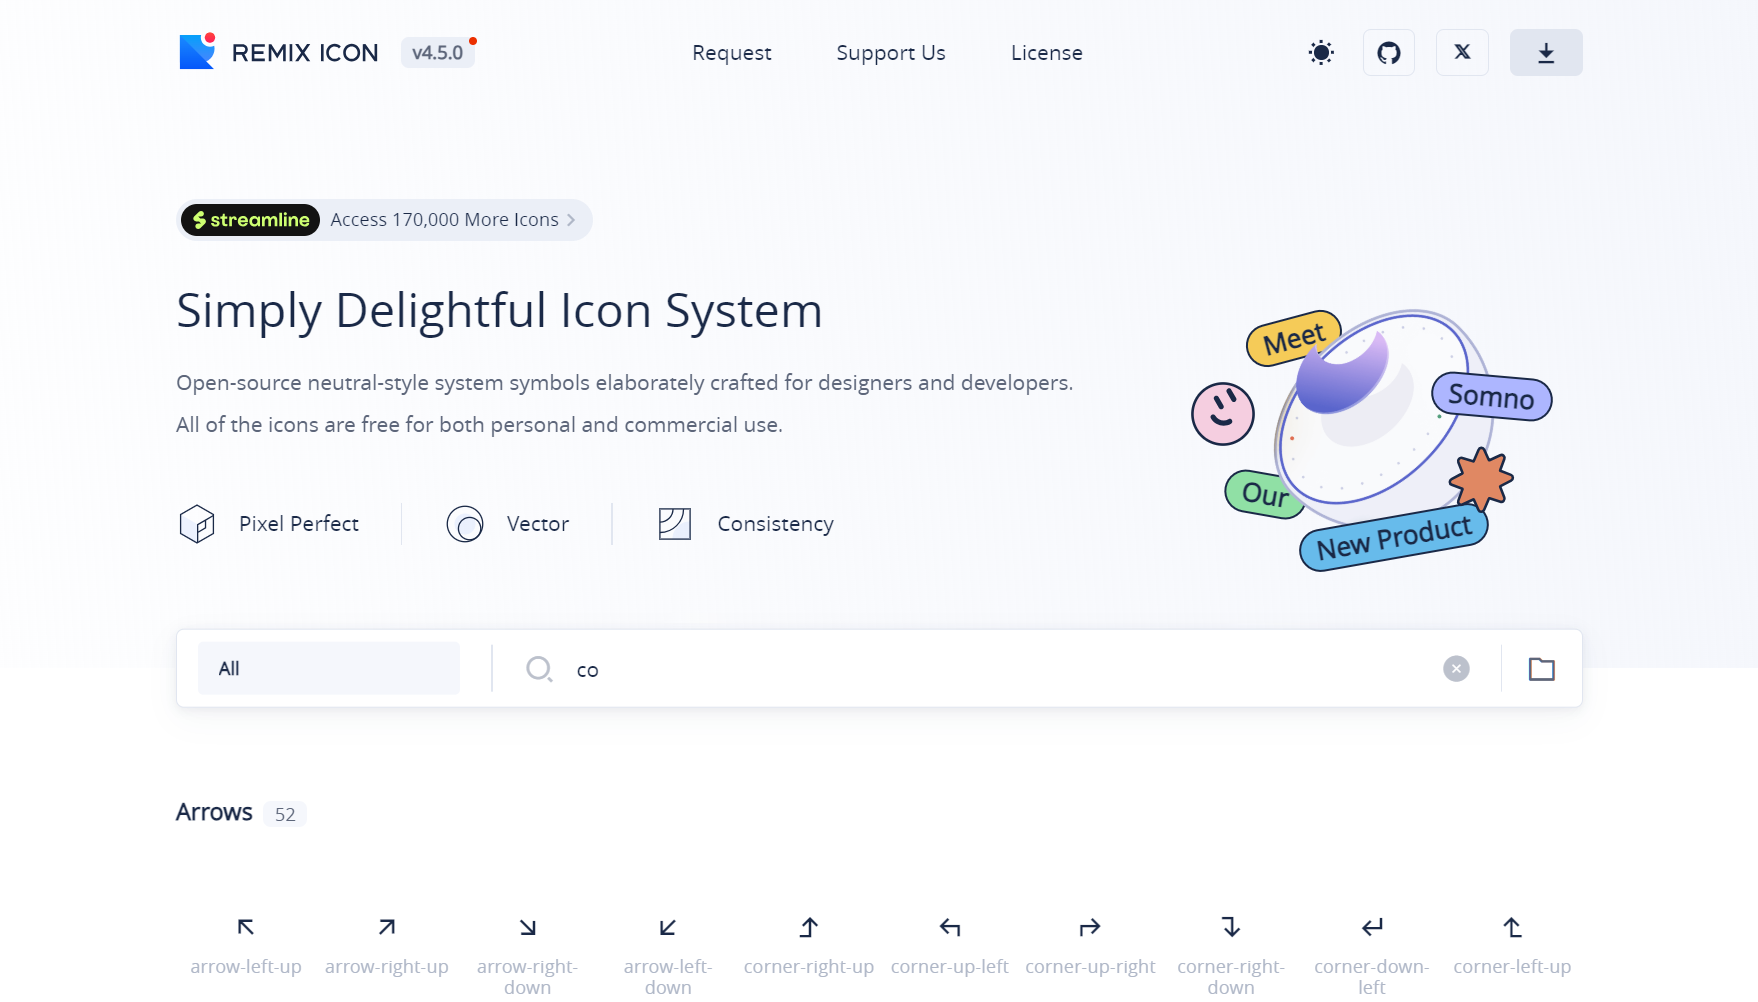 REMIX ICON v4.5.0 Request Support Us License
streamline Access 170,000 More Icons
Simply Delightful Icon System
Open-source neutral-style system symbols elaborately crafted for designers and developers.
All of the icons are free for both personal and commercial use.
Pixel Perfect Vector Consistency
Meet
Somno
Our
New Product
All co
Arrows 52
arrow-left-up
arrow-right-up
arrow-right-
down
arrow-left-
down
corner-right-up
corner-up-left
corner-up-right
corner-right-
down
corner-down-
left
corner-left-up